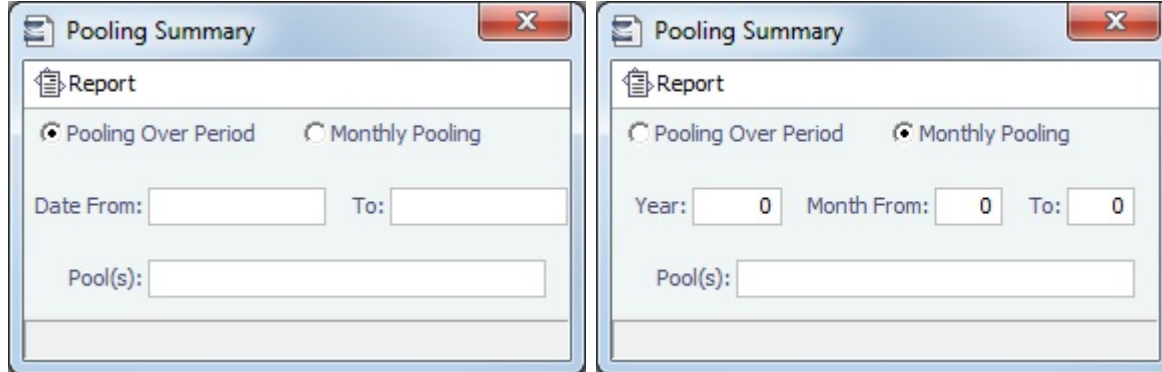 Pooling Summary
Report
Pooling Over Period Monthly Pooling
Date From: To:
Pool(s):
Pooling Summary
Report
Pooling Over Period Monthly Pooling
Year: 0 Month From: 0 To: 0
Pool(s):